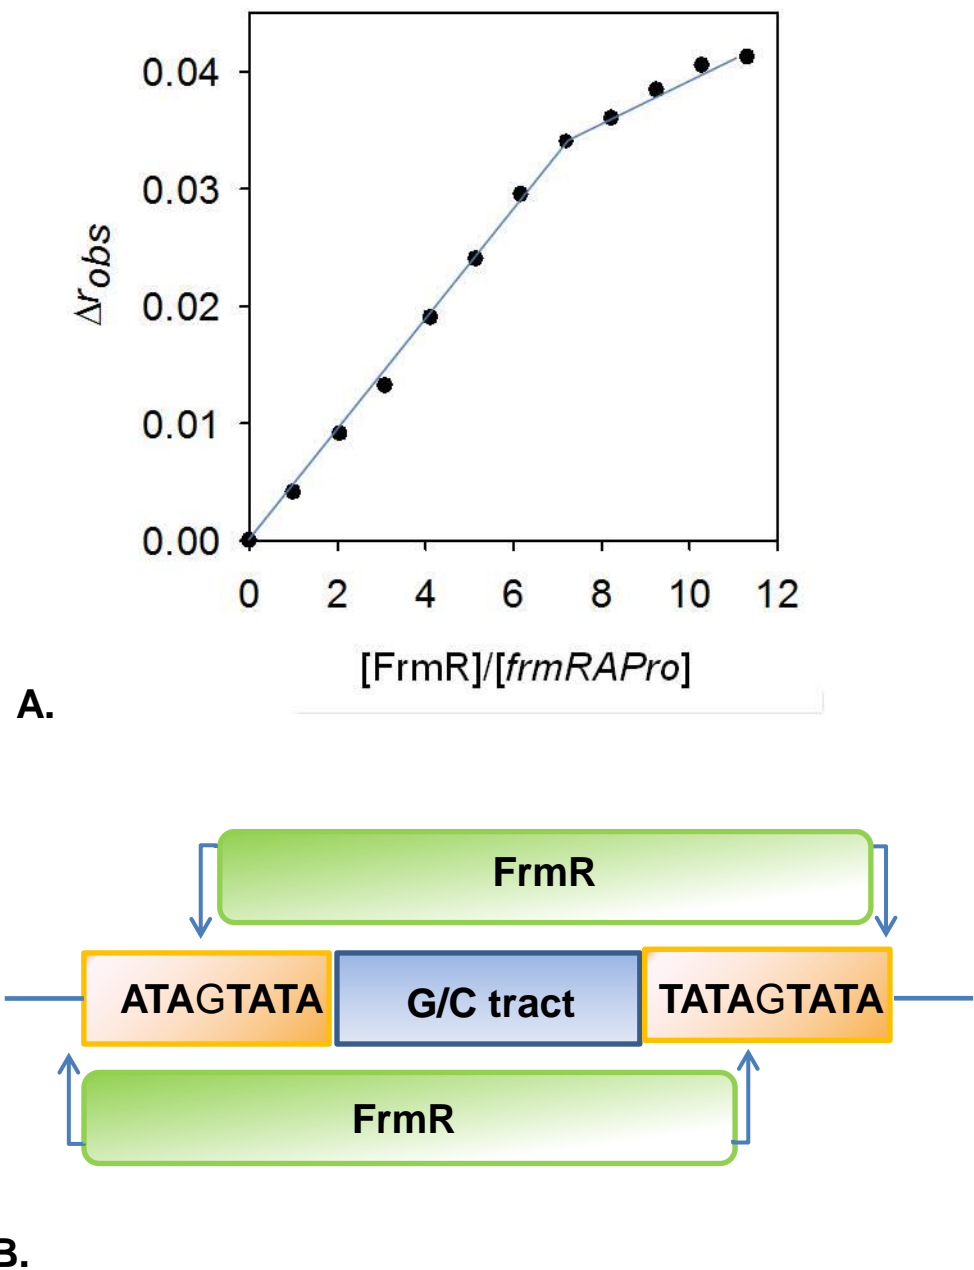 0.04
0.03
0.02
0.01
0.00
Δr_obs
0 2 4 6 8 10 12
[FrmR]/[frmRAPro]
A.
FrmR
ATAGTATA G/C tract TATAGTATA
FrmR
B.